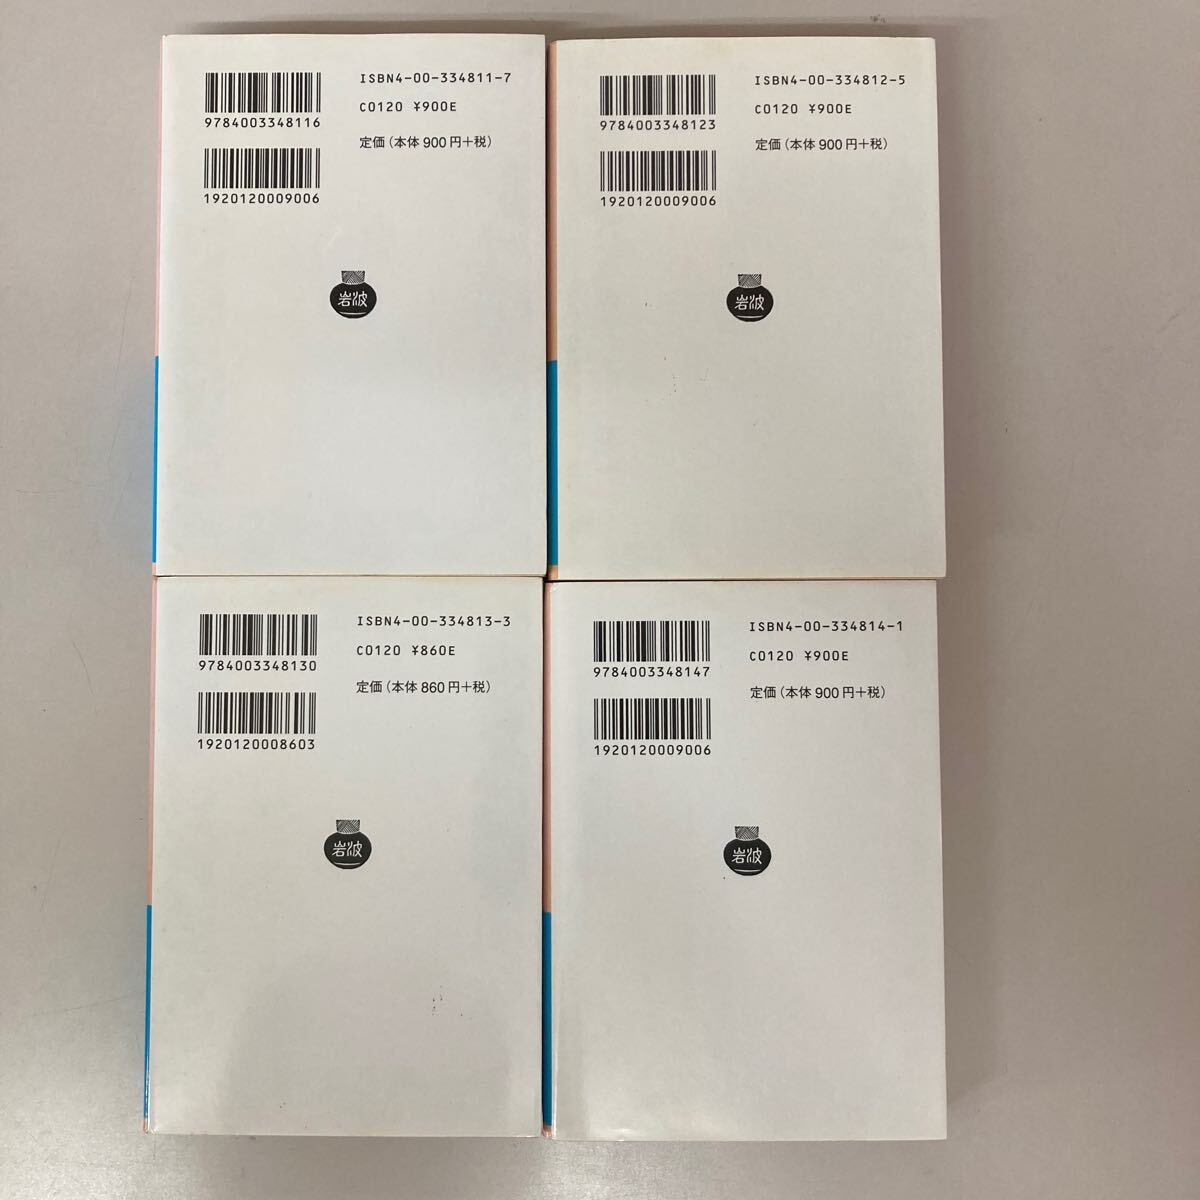 ISBN4-00-334811-7
C0120 ¥900E
定価(本体 900 円+税)
9784003348116
1920120009006
岩波
ISBN4-00-334812-5
C0120 ¥900E
定価(本体 900 円+税)
9784003348123
1920120009006
岩波
ISBN4-00-334813-3
C0120 ¥860E
定価(本体 860 円+税)
9784003348130
1920120008603
岩波
ISBN4-00-334814-1
C0120 ¥900E
定価(本体 900 円+税)
9784003348147
1920120009006
岩波